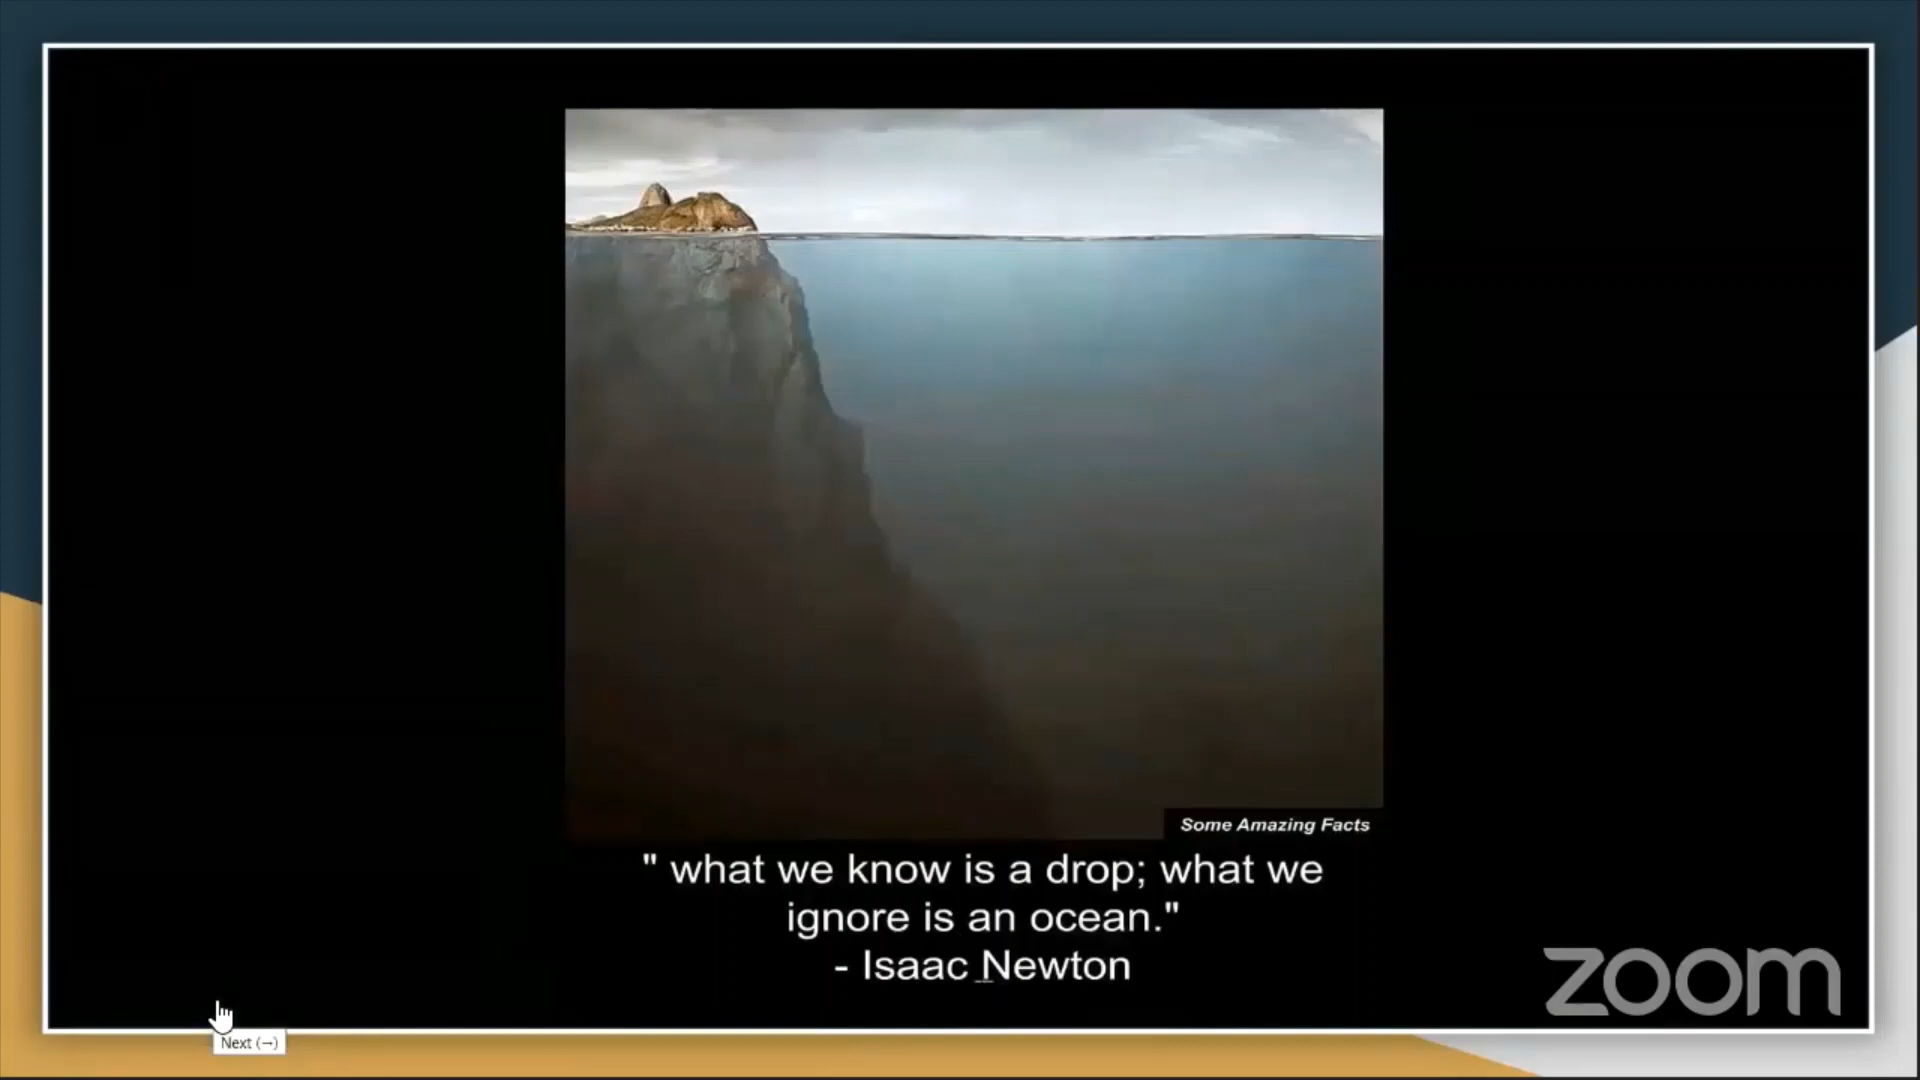 Some Amazing Facts
" what we know is a drop; what we
ignore is an ocean."
- Isaac Newton
zoom
Next (→)